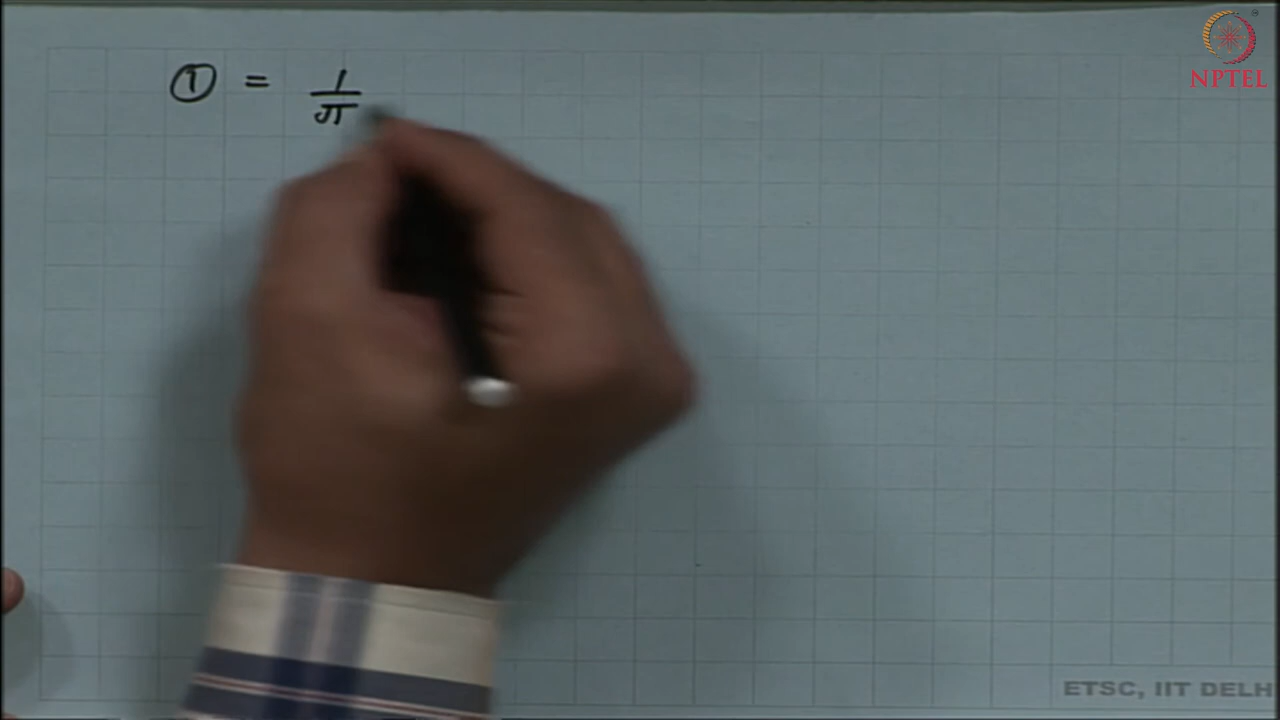 ① = 1/π
NPTEL
ETSC, IIT DELH